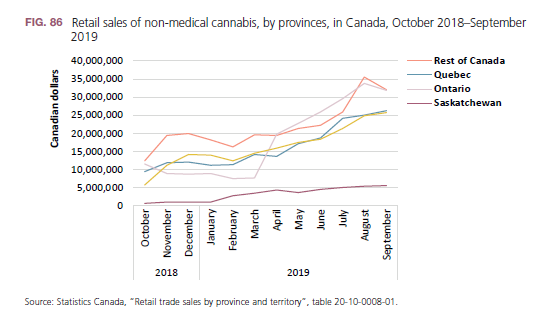 FIG. 86 Retail sales of non-medical cannabis, by provinces, in Canada, October 2018–September
2019
Canadian dollars
40,000,000
35,000,000
30,000,000
25,000,000
20,000,000
15,000,000
10,000,000
5,000,000
0
Rest of Canada
Quebec
Ontario
Saskatchewan
October
November
December
January
February
March
April
May
June
July
August
September
2018
2019
Source: Statistics Canada, “Retail trade sales by province and territory”, table 20-10-0008-01.